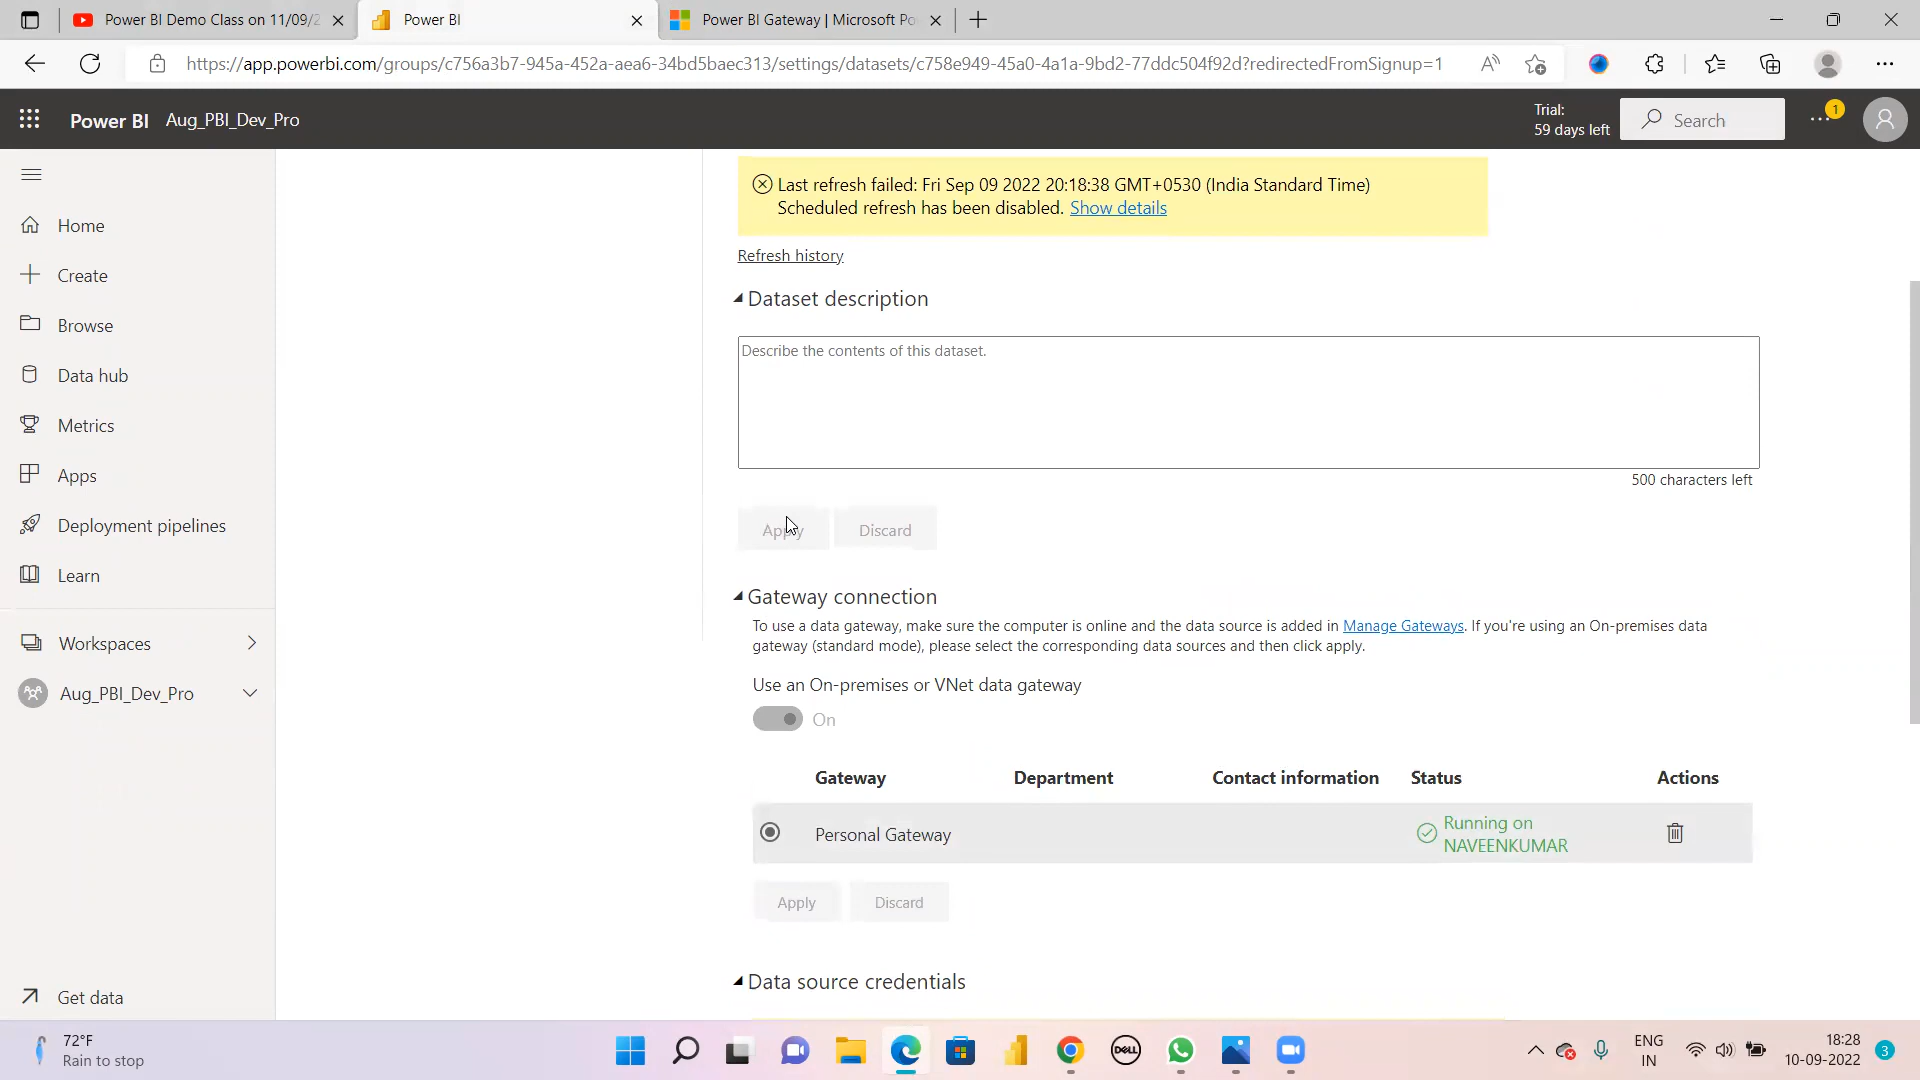 Power BI Demo Class on 11/09/2
Power BI
Power BI Gateway | Microsoft Po
https://app.powerbi.com/groups/c756a3b7-945a-452a-aea6-34bd5baec313/settings/datasets/c758e949-45a0-4a1a-9bd2-77ddc504f92d?redirectedFromSignup=1
Power BI Aug_PBI_Dev_Pro
Trial:
59 days left
Search
1
Home
Create
Browse
Data hub
Metrics
Apps
Deployment pipelines
Learn
Workspaces
Aug_PBI_Dev_Pro
Get data
Last refresh failed: Fri Sep 09 2022 20:18:38 GMT+0530 (India Standard Time)
Scheduled refresh has been disabled. Show details
Refresh history
Dataset description
Describe the contents of this dataset.
500 characters left
Apply Discard
Gateway connection
To use a data gateway, make sure the computer is online and the data source is added in Manage Gateways. If you're using an On-premises data
gateway (standard mode), please select the corresponding data sources and then click apply.
Use an On-premises or VNet data gateway
On
Gateway Department Contact information Status Actions
Personal Gateway Running on
NAVEENKUMAR
Apply Discard
Data source credentials
72°F
Rain to stop
DELL
ENG
IN
18:28
10-09-2022
3